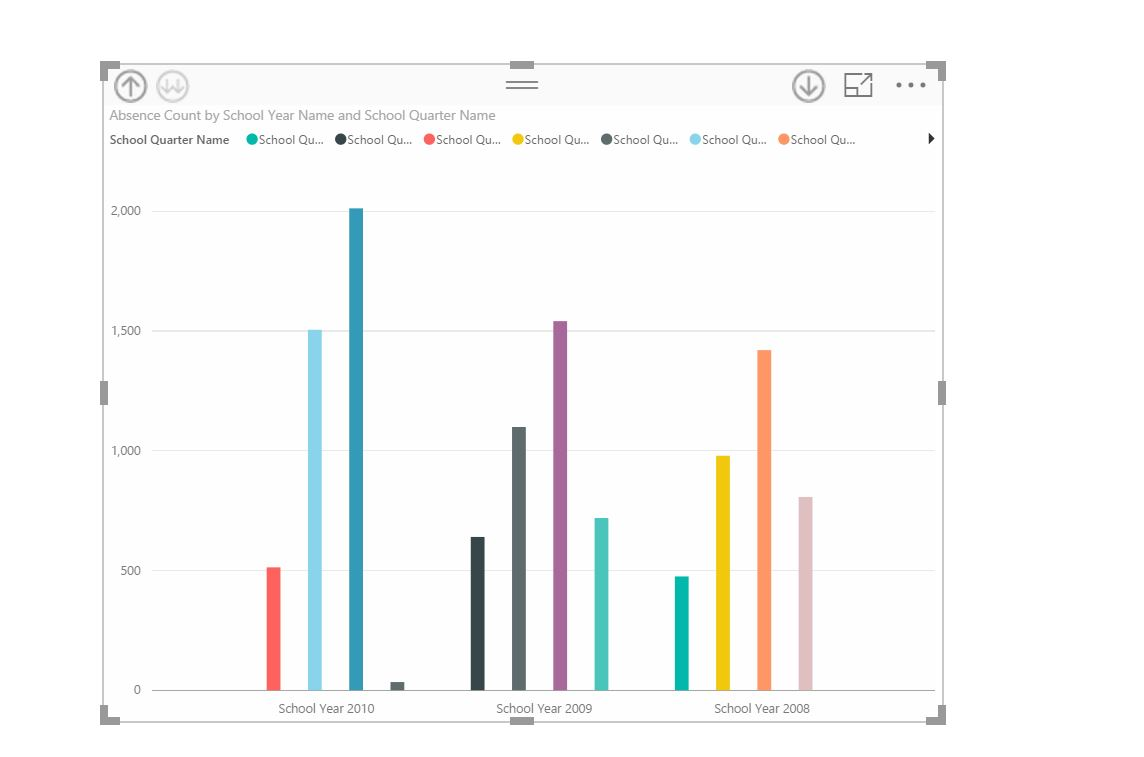 Absence Count by School Year Name and School Quarter Name
School Quarter Name School Qu... School Qu... School Qu... School Qu... School Qu... School Qu... School Qu...
2,000
1,500
1,000
500
0
School Year 2010 School Year 2009 School Year 2008